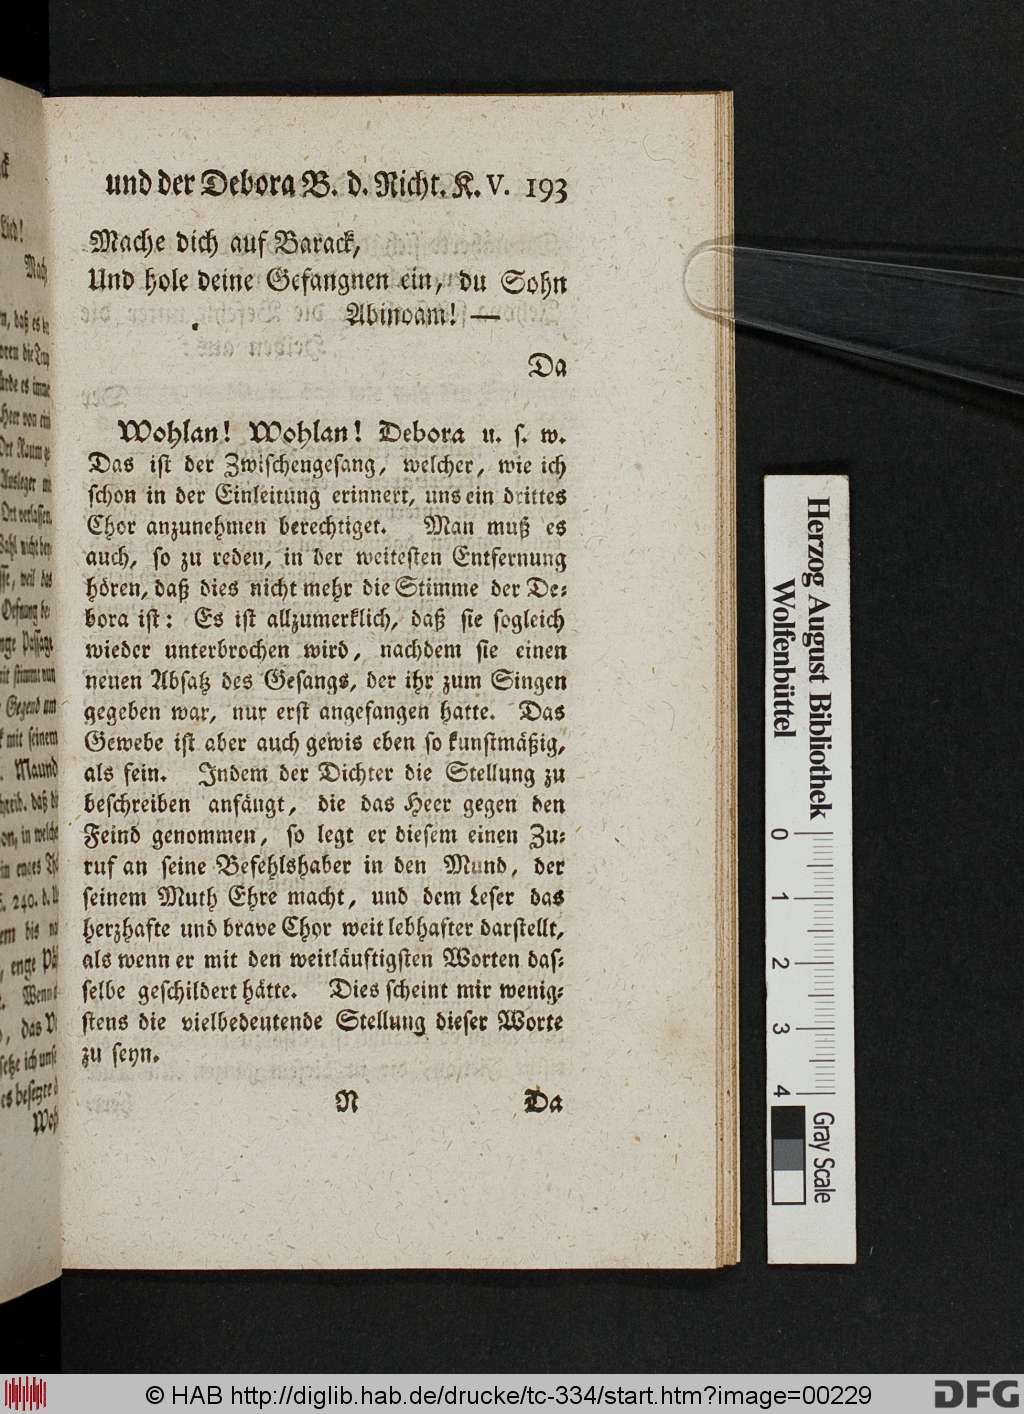 und der Debora B. d. Richt. K. V. 193
Mache dich auf Barack,
Und hole deine Gefangnen ein, du Sohn
Abinoam! —
Da
Wohlan! Wohlan! Debora u. s. w.
Das ist der Zwischengesang, welcher, wie ich
schon in der Einleitung erinnert, uns ein drittes
Chor anzunehmen berechtiget. Man muß es
auch, so zu reden, in der weitesten Entfernung
hören, daß dies nicht mehr die Stimme der De-
bora ist: Es ist allzumerklich, daß sie sogleich
wieder unterbrochen wird, nachdem sie einen
neuen Absatz des Gesangs, der ihr zum Singen
gegeben war, nur erst angefangen hatte. Das
Gewebe ist aber auch gewis eben so kunstmäßig,
als fein. Indem der Dichter die Stellung zu
beschreiben anfängt, die das Heer gegen den
Feind genommen, so legt er diesem einen Zu-
ruf an seine Befehlshaber in den Mund, der
seinem Muth Ehre macht, und dem Leser das
herzhafte und brave Chor weit lebhafter darstellt,
als wenn er mit den weitläuftigsten Worten das-
selbe geschildert hätte. Dies scheint mir wenig-
stens die vielbedeutende Stellung dieser Worte
zu seyn.
N Da
Herzog August Bibliothek
Wolfenbüttel
0 1 2 3 4
Gray Scale
© HAB http://diglib.hab.de/drucke/tc-334/start.htm?image=00229
DFG